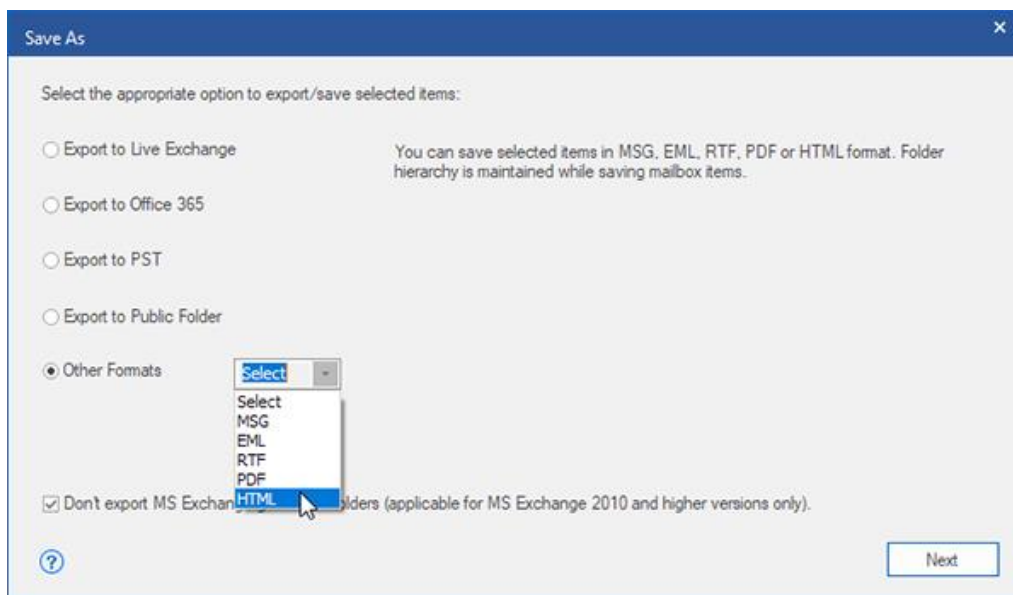 Save As
Select the appropriate option to export/save selected items:
Export to Live Exchange
You can save selected items in MSG, EML, RTF, PDF or HTML format. Folder
hierarchy is maintained while saving mailbox items.
Export to Office 365
Export to PST
Export to Public Folder
Other Formats
Select
Select
MSG
EML
RTF
PDF
HTML
Don't export MS Exchan lders (applicable for MS Exchange 2010 and higher versions only).
Next